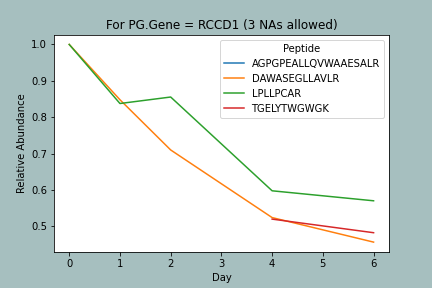 For PG.Gene = RCCD1 (3 NAs allowed)
Peptide
AGPGPEALLQVWAAESALR
DAWASEGLLAVLR
LPLLPCAR
TGELYTWGWGK
Relative Abundance
1.0
0.9
0.8
0.7
0.6
0.5
0 1 2 3 4 5 6
Day